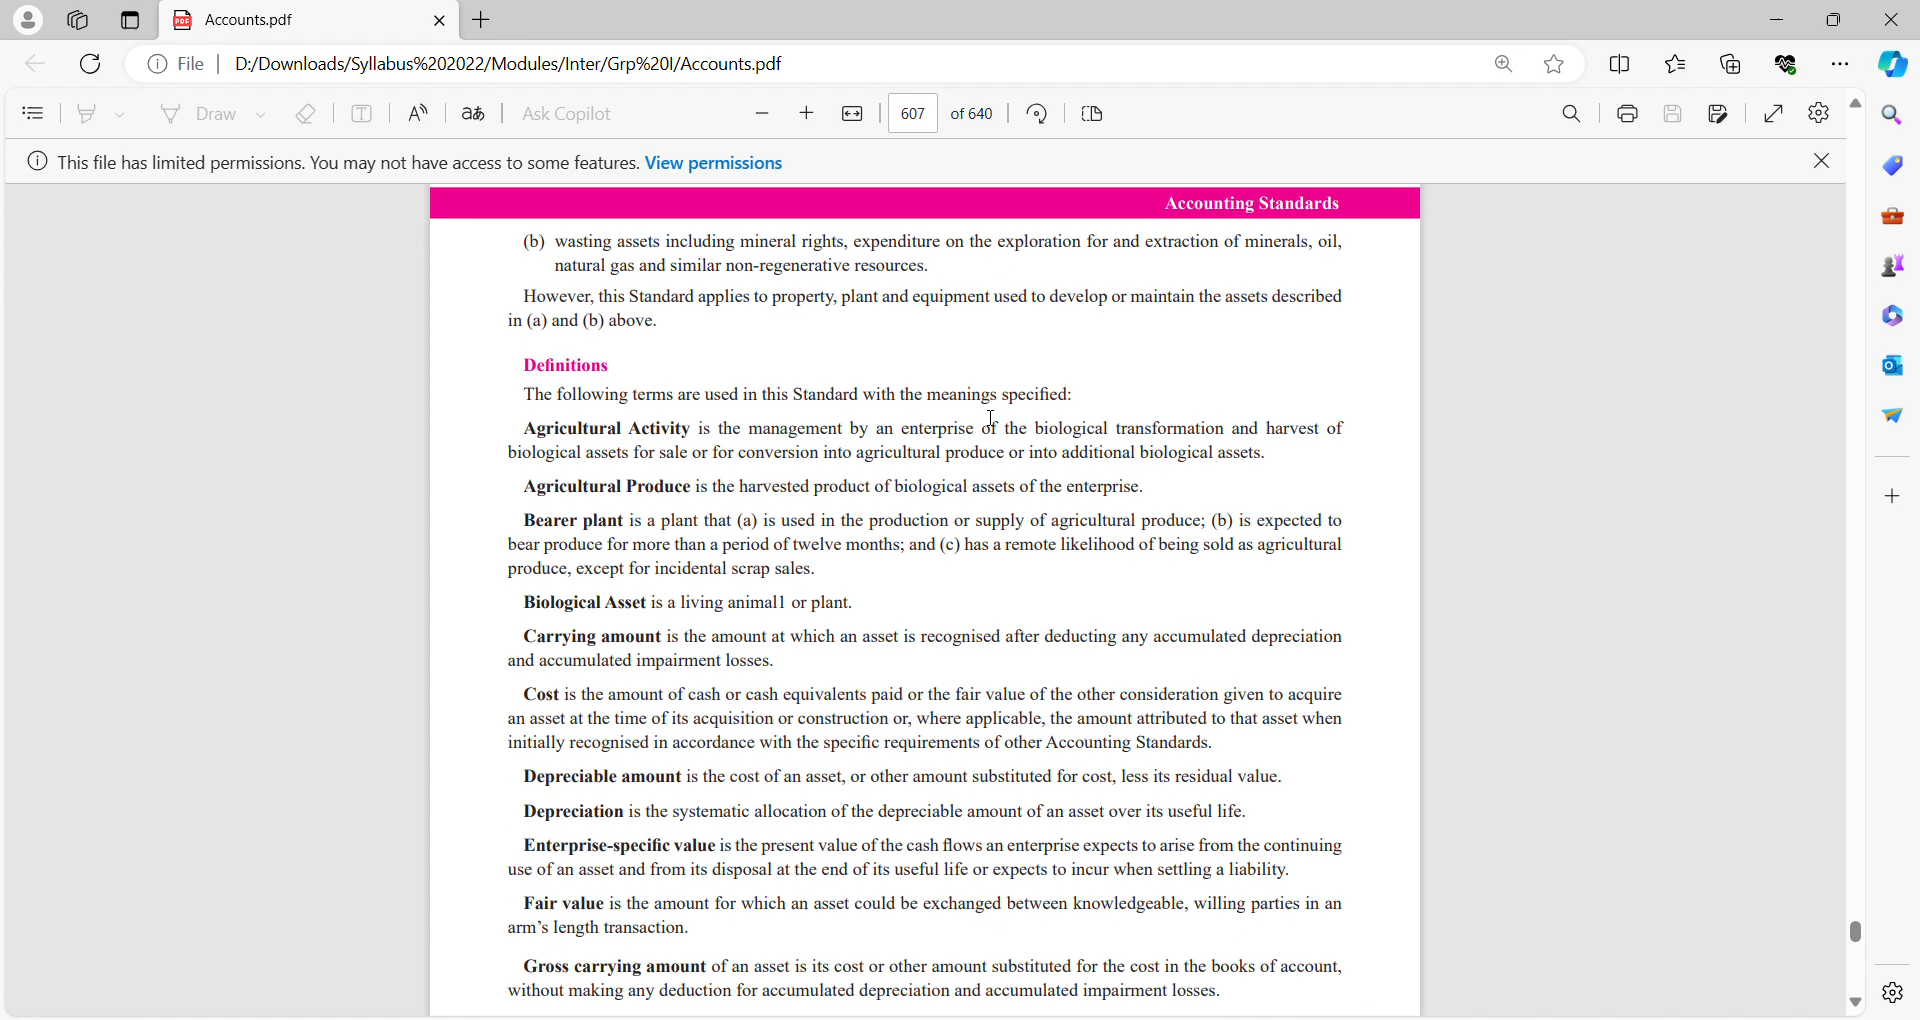 Accounts.pdf
File | D:/Downloads/Syllabus%202022/Modules/Inter/Grp%20I/Accounts.pdf
Draw aあ Ask Copilot 607 of 640
This file has limited permissions. You may not have access to some features. View permissions
Accounting Standards
(b) wasting assets including mineral rights, expenditure on the exploration for and extraction of minerals, oil,
natural gas and similar non-regenerative resources.
However, this Standard applies to property, plant and equipment used to develop or maintain the assets described
in (a) and (b) above.
Definitions
The following terms are used in this Standard with the meanings specified:
Agricultural Activity is the management by an enterprise of the biological transformation and harvest of
biological assets for sale or for conversion into agricultural produce or into additional biological assets.
Agricultural Produce is the harvested product of biological assets of the enterprise.
Bearer plant is a plant that (a) is used in the production or supply of agricultural produce; (b) is expected to
bear produce for more than a period of twelve months; and (c) has a remote likelihood of being sold as agricultural
produce, except for incidental scrap sales.
Biological Asset is a living animal1 or plant.
Carrying amount is the amount at which an asset is recognised after deducting any accumulated depreciation
and accumulated impairment losses.
Cost is the amount of cash or cash equivalents paid or the fair value of the other consideration given to acquire
an asset at the time of its acquisition or construction or, where applicable, the amount attributed to that asset when
initially recognised in accordance with the specific requirements of other Accounting Standards.
Depreciable amount is the cost of an asset, or other amount substituted for cost, less its residual value.
Depreciation is the systematic allocation of the depreciable amount of an asset over its useful life.
Enterprise-specific value is the present value of the cash flows an enterprise expects to arise from the continuing
use of an asset and from its disposal at the end of its useful life or expects to incur when settling a liability.
Fair value is the amount for which an asset could be exchanged between knowledgeable, willing parties in an
arm’s length transaction.
Gross carrying amount of an asset is its cost or other amount substituted for the cost in the books of account,
without making any deduction for accumulated depreciation and accumulated impairment losses.